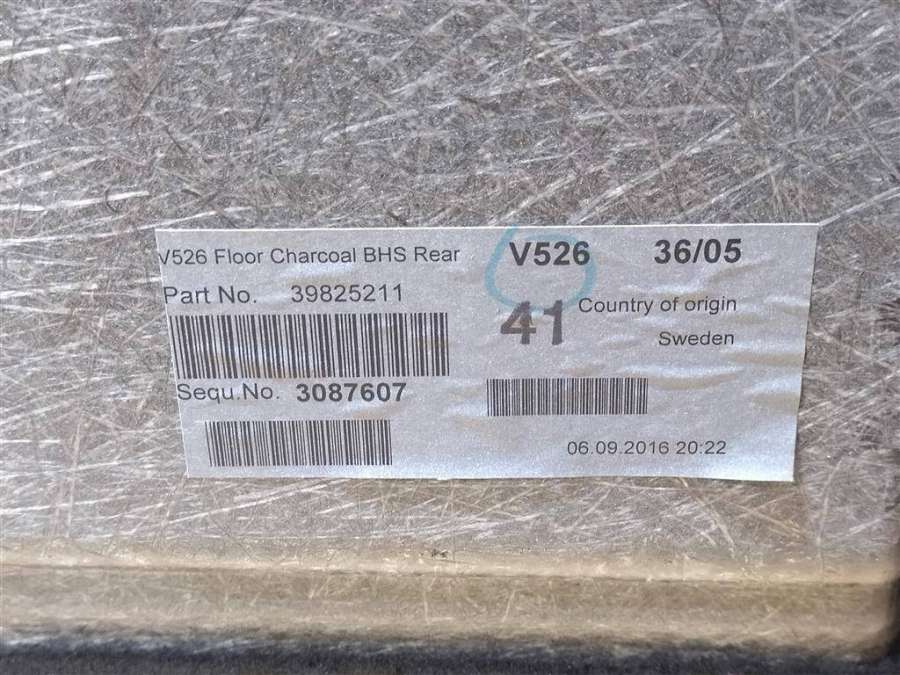 V526 Floor Charcoal BHS Rear
V526 36/05
Part No. 39825211
Country of origin
41
Sweden
Sequ.No. 3087607
06.09.2016 20:22